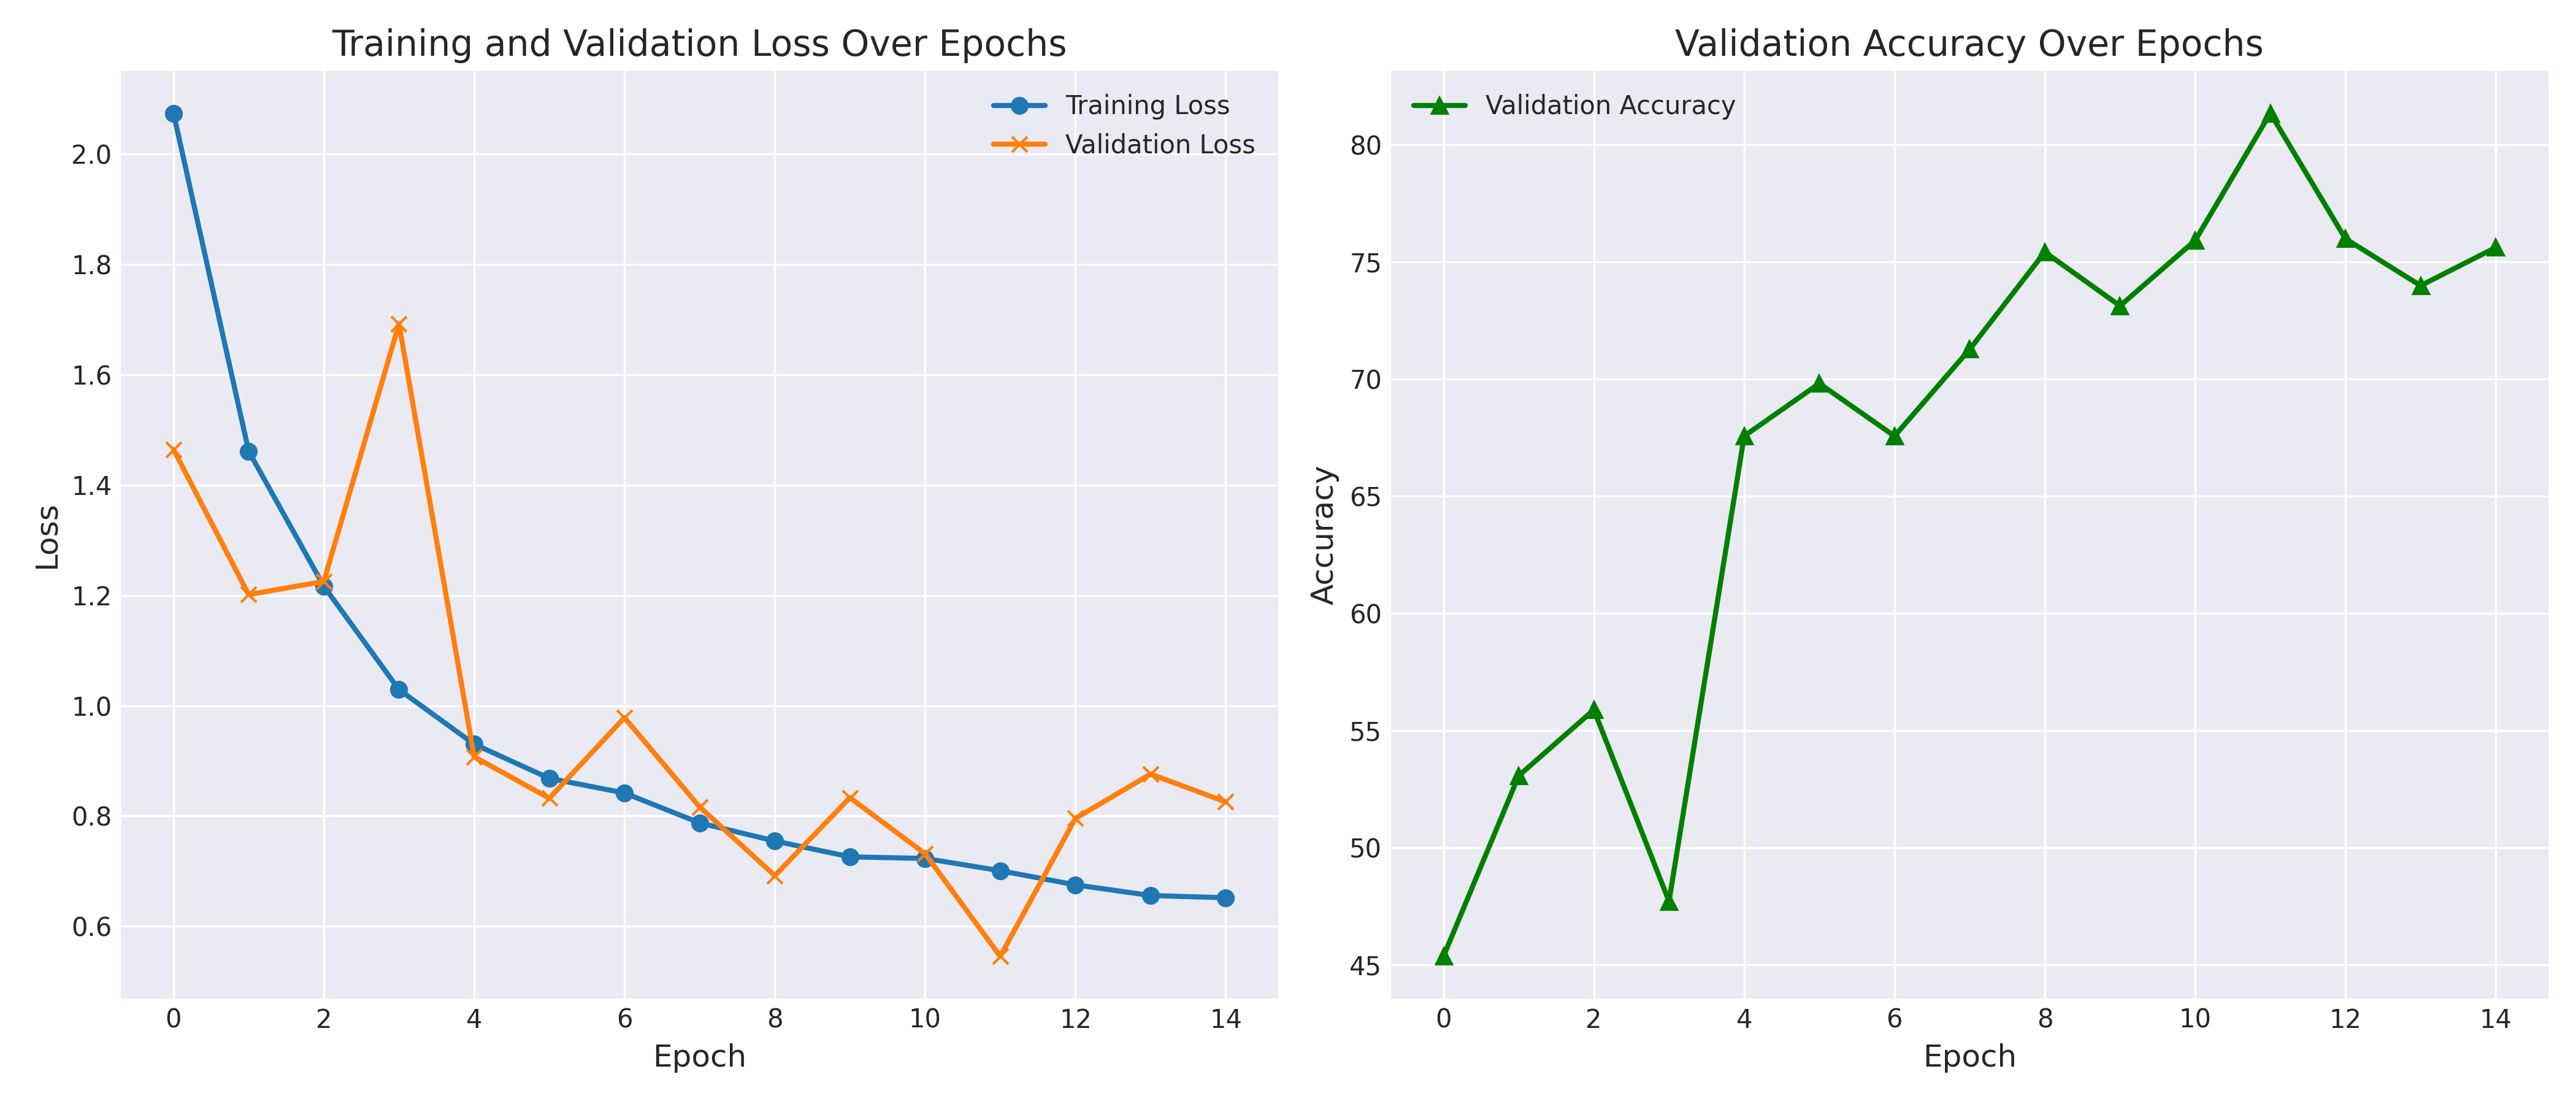 Training and Validation Loss Over Epochs
Training Loss
Validation Loss
2.0
1.8
1.6
1.4
1.2
1.0
0.8
0.6
Loss
0 2 4 6 8 10 12 14
Epoch
Validation Accuracy Over Epochs
Validation Accuracy
80
75
70
65
60
55
50
45
Accuracy
0 2 4 6 8 10 12 14
Epoch